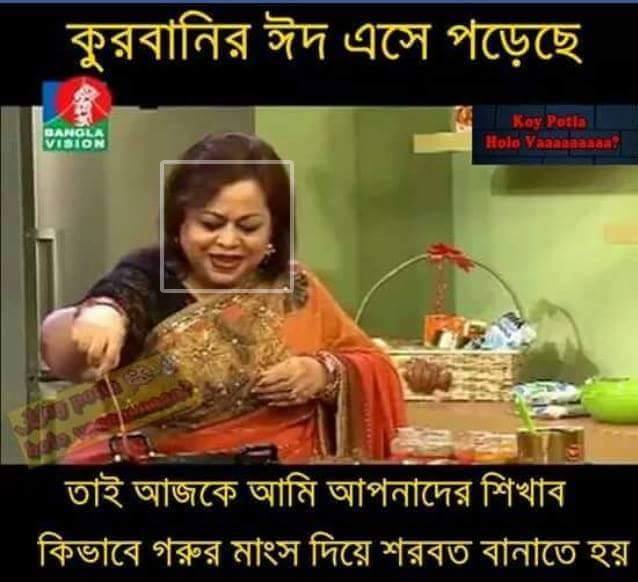 কুরবানির ঈদ এসে পড়েছে
BANGLA
VISION
Koy Potla
Holo Vaaaaaaaaa?
তাই আজকে আমি আপনাদের শিখাব
কিভাবে গরুর মাংস দিয়ে শরবত বানাতে হয়